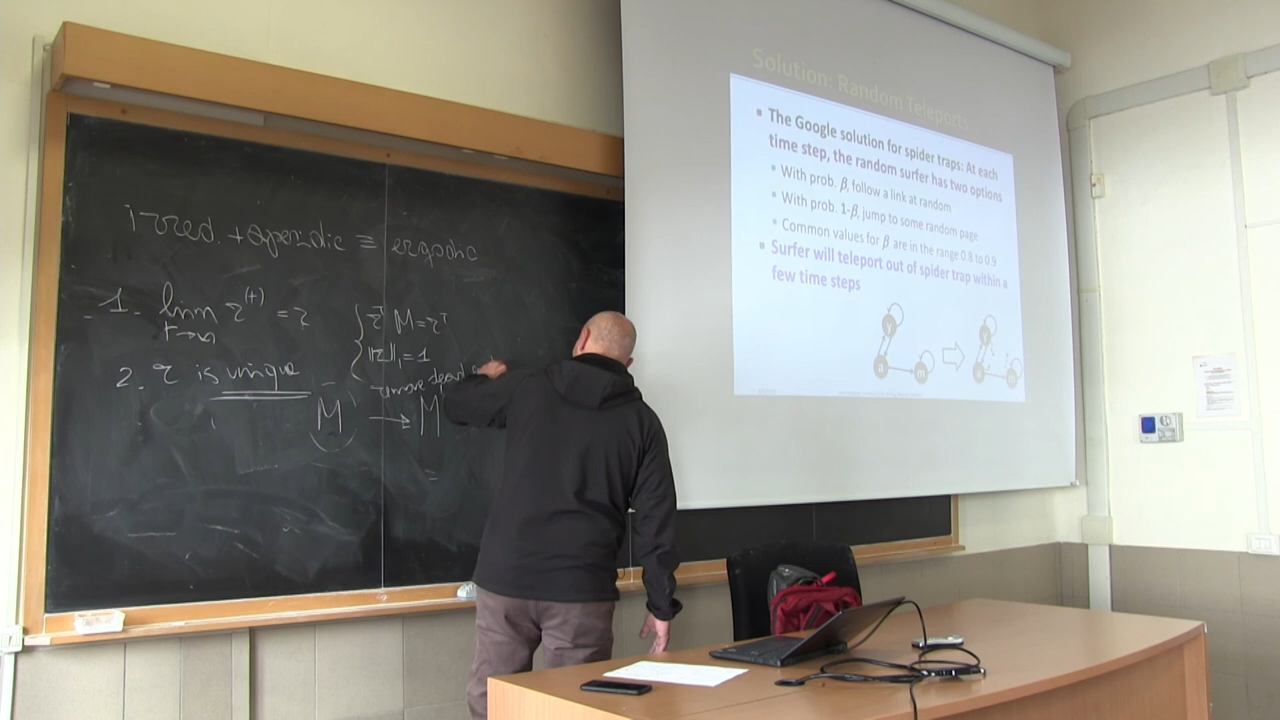 irred. + aperiodic ≡ ergodic
1. lim r^(t) = r
t→∞
2. r is unique
r^T M = r^T
||r||₁ = 1
remove dead
M → M
Solution: Random Teleports
▪ The Google solution for spider traps: At each
time step, the random surfer has two options
▪ With prob. β, follow a link at random
▪ With prob. 1-β, jump to some random page
▪ Common values for β are in the range 0.8 to 0.9
▪ Surfer will teleport out of spider trap within a
few time steps
y
a
m
y
a
m